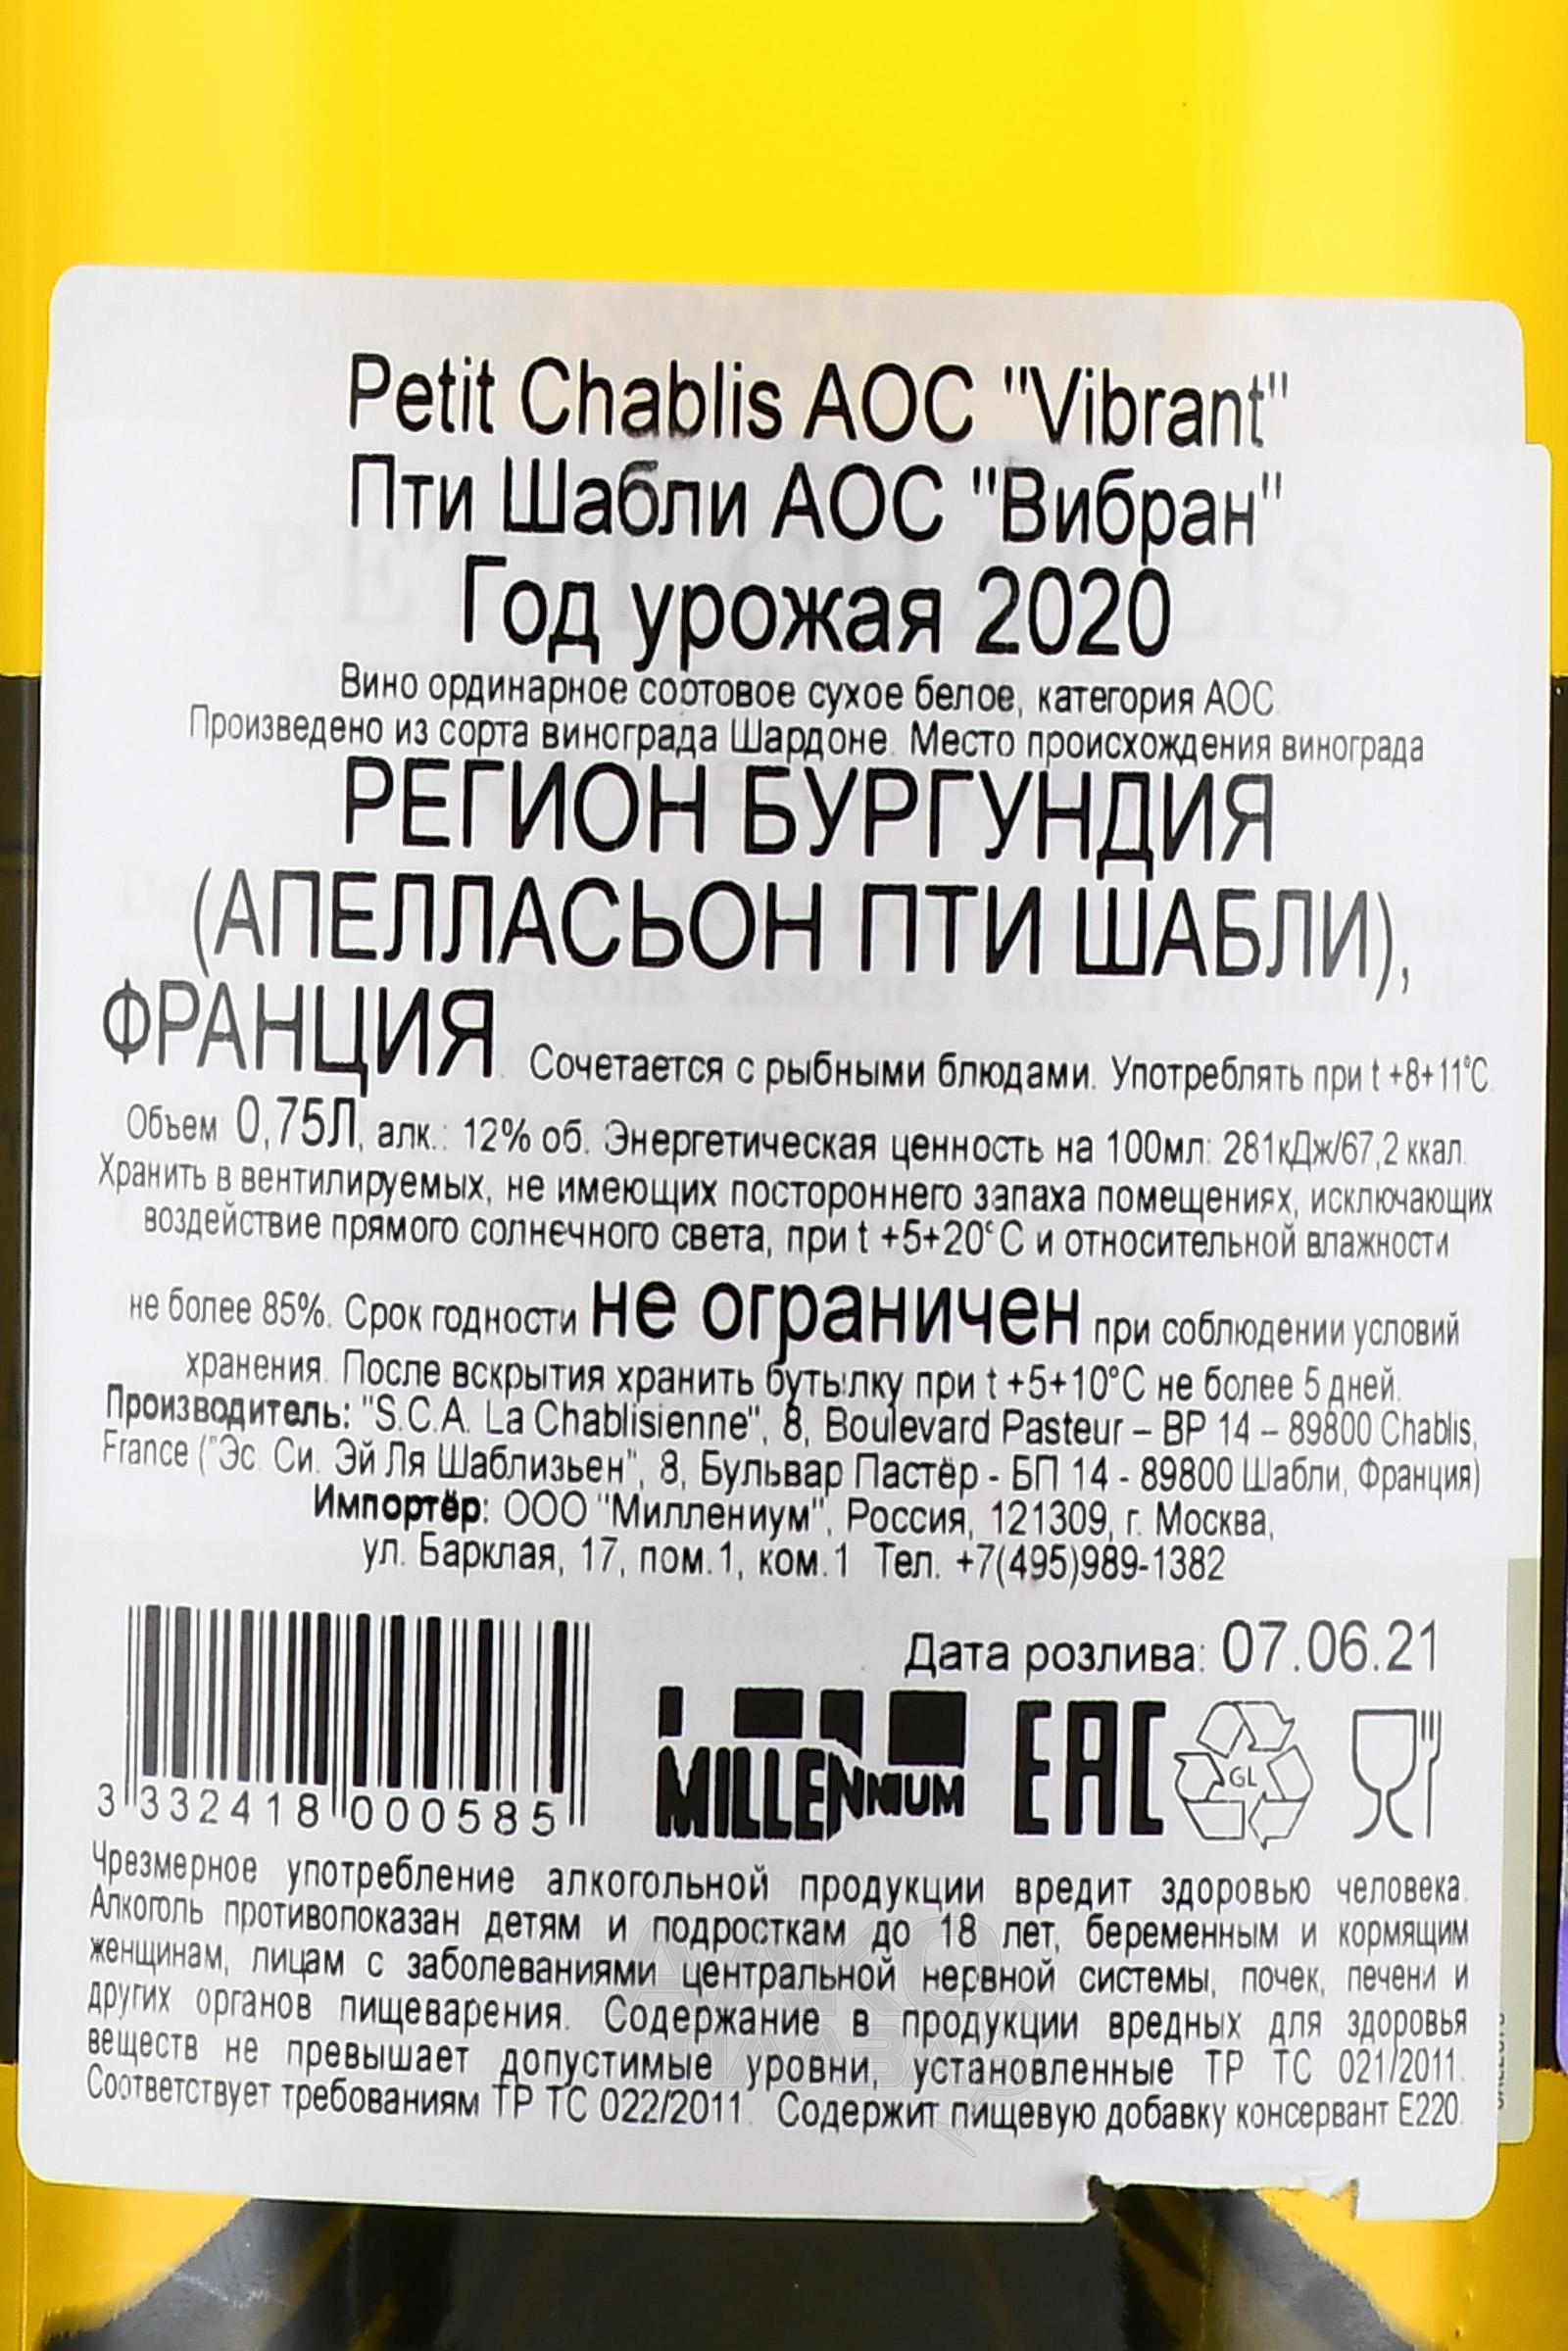 Petit Chablis AOC "Vibrant"
Пти Шабли АОС "Вибран"
Год урожая 2020
Вино ординарное сортовое сухое белое, категория АОС.
Произведено из сорта винограда Шардоне. Место происхождения винограда
РЕГИОН БУРГУНДИЯ
(АПЕЛЛАСЬОН ПТИ ШАБЛИ),
ФРАНЦИЯ. Сочетается с рыбными блюдами. Употреблять при t +8+11°С.
Объем 0,75Л, алк.: 12% об. Энергетическая ценность на 100мл: 281кДж/67,2 ккал.
Хранить в вентилируемых, не имеющих постороннего запаха помещениях, исключающих
воздействие прямого солнечного света, при t +5+20°С и относительной влажности
не более 85%. Срок годности не ограничен при соблюдении условий
хранения. После вскрытия хранить бутылку при t +5+10°С не более 5 дней.
Производитель: "S.C.A. La Chablisienne", 8, Boulevard Pasteur – BP 14 – 89800 Chablis,
France ("Эс. Си. Эй Ля Шаблизьен", 8, Бульвар Пастёр - БП 14 - 89800 Шабли, Франция)
Импортёр: ООО "Миллениум", Россия, 121309, г. Москва,
ул. Барклая, 17, пом.1, ком.1 Тел. +7(495)989-1382
Дата розлива: 07.06.21
3 332418 000585
MILLENNIUM
EAC
GL
Чрезмерное употребление алкогольной продукции вредит здоровью человека.
Алкоголь противопоказан детям и подросткам до 18 лет, беременным и кормящим
женщинам, лицам с заболеваниями центральной нервной системы, почек, печени и
других органов пищеварения. Содержание в продукции вредных для здоровья
веществ не превышает допустимые уровни, установленные ТР ТС 021/2011.
Соответствует требованиям ТР ТС 022/2011. Содержит пищевую добавку консервант Е220.